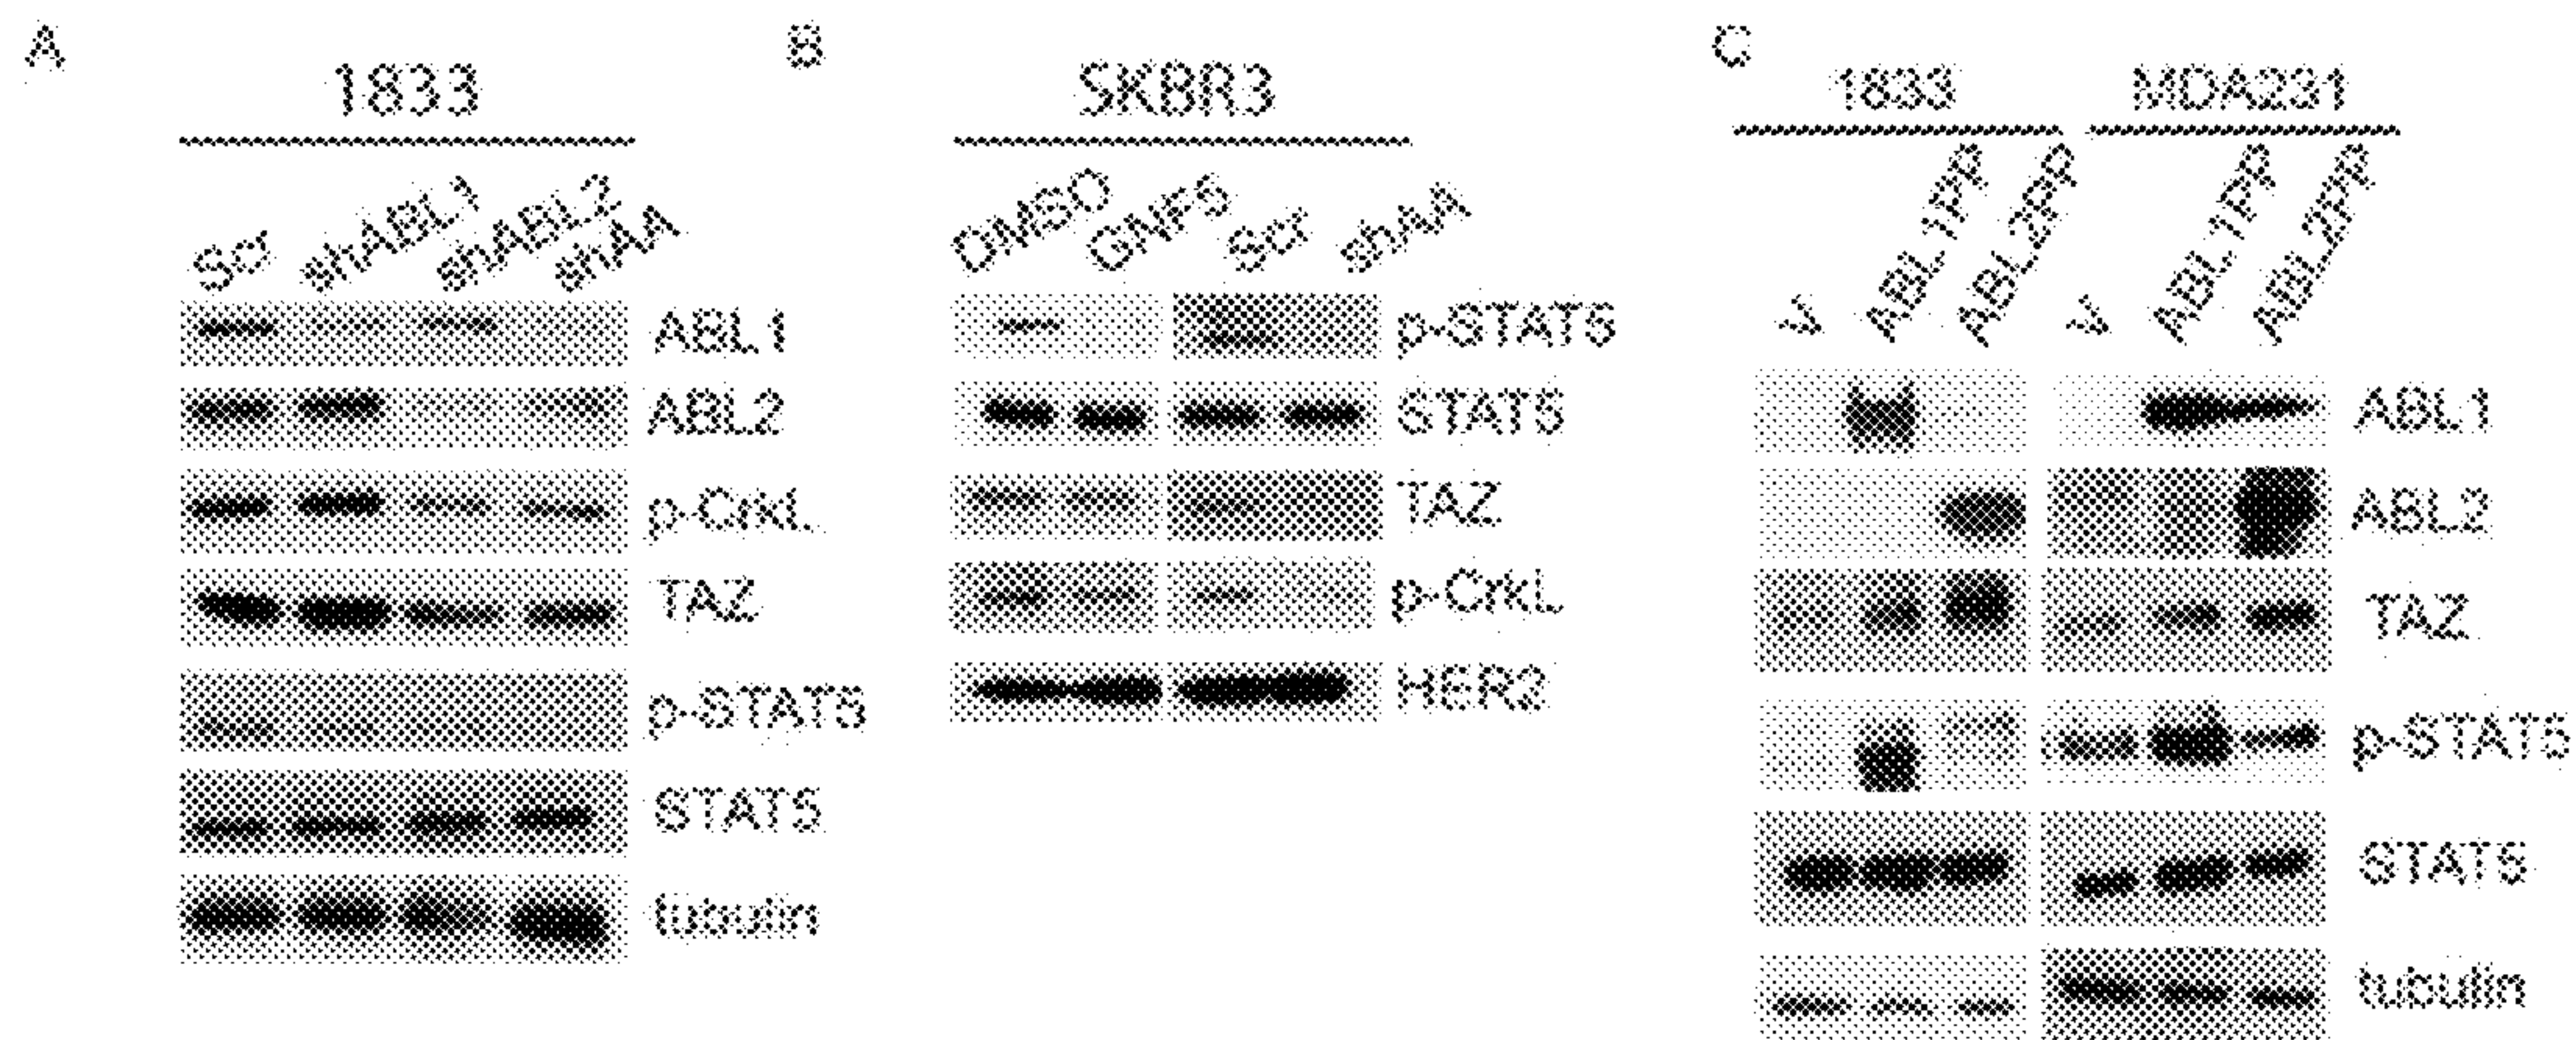 A
1833
Scr shABL1 shABL2 shAA
ABL1
ABL2
p-CrkL
TAZ
p-STAT5
STAT5
tubulin
B
SKBR3
DMSO GNF5 Scr shAA
p-STAT5
STAT5
TAZ
p-CrkL
HER2
C
1833 MDA231
V ABL1PP ABL2PP V ABL1PP ABL2PP
ABL1
ABL2
TAZ
p-STAT5
STAT5
tubulin